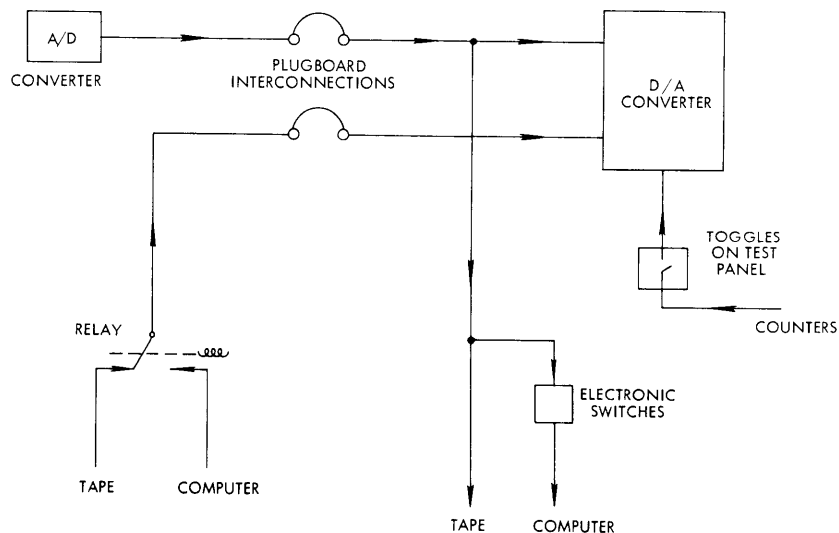 A/D
CONVERTER
PLUGBOARD
INTERCONNECTIONS
D/A
CONVERTER
TOGGLES
ON TEST
PANEL
COUNTERS
RELAY
TAPE
COMPUTER
ELECTRONIC
SWITCHES
TAPE
COMPUTER